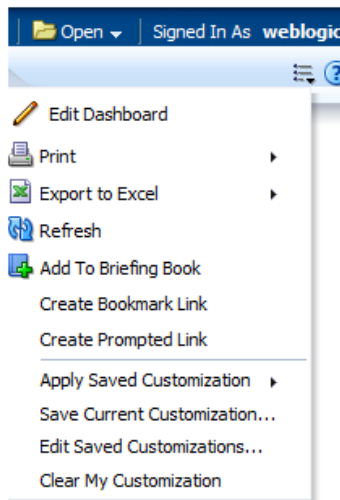 Open Signed In As weblogic
?
Edit Dashboard
Print
Export to Excel
Refresh
Add To Briefing Book
Create Bookmark Link
Create Prompted Link
Apply Saved Customization
Save Current Customization...
Edit Saved Customizations...
Clear My Customization